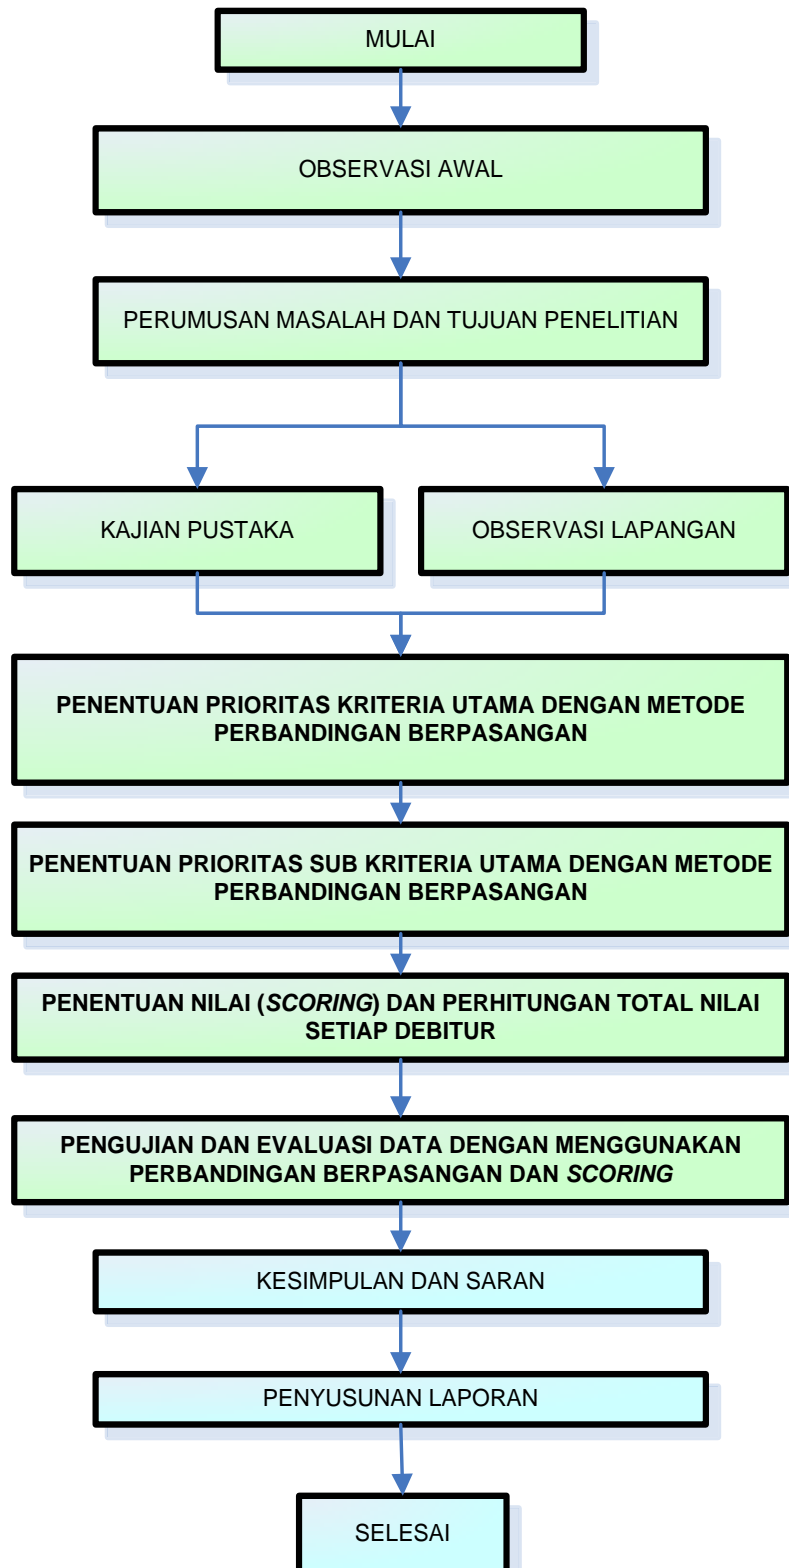 MULAI
OBSERVASI AWAL
PERUMUSAN MASALAH DAN TUJUAN PENELITIAN
KAJIAN PUSTAKA
OBSERVASI LAPANGAN
PENENTUAN PRIORITAS KRITERIA UTAMA DENGAN METODE
PERBANDINGAN BERPASANGAN
PENENTUAN PRIORITAS SUB KRITERIA UTAMA DENGAN METODE
PERBANDINGAN BERPASANGAN
PENENTUAN NILAI (SCORING) DAN PERHITUNGAN TOTAL NILAI
SETIAP DEBITUR
PENGUJIAN DAN EVALUASI DATA DENGAN MENGGUNAKAN
PERBANDINGAN BERPASANGAN DAN SCORING
KESIMPULAN DAN SARAN
PENYUSUNAN LAPORAN
SELESAI